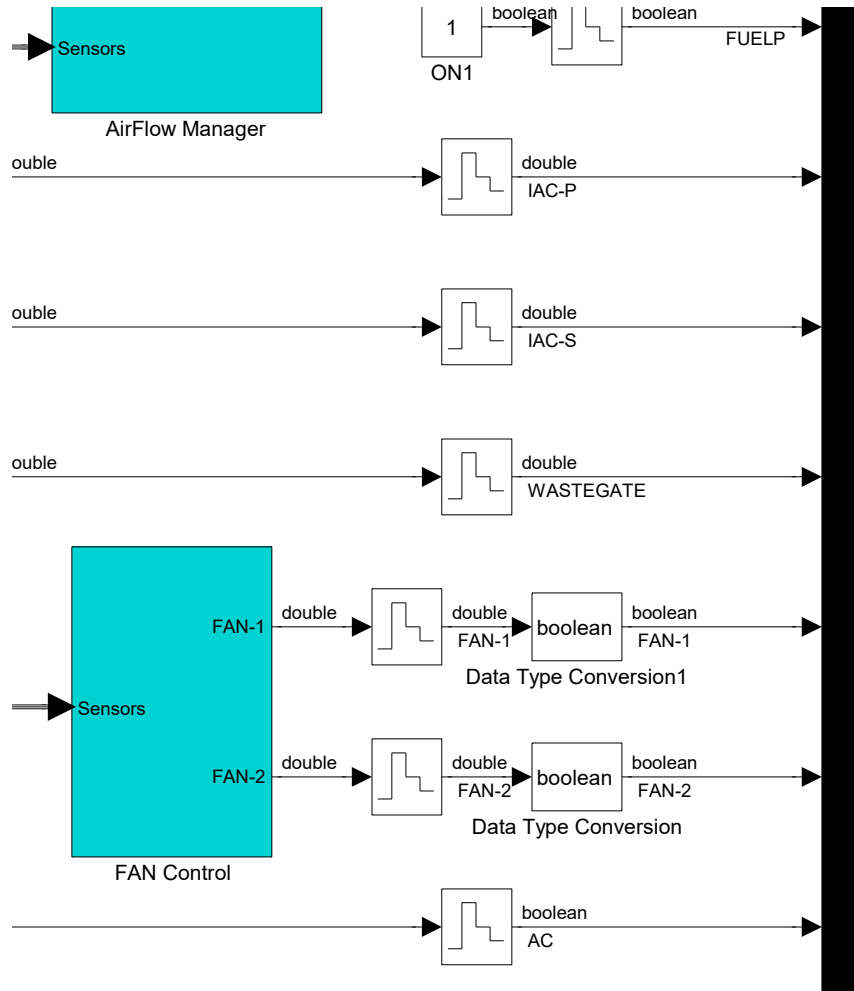 boolean
boolean
1
Sensors
FUELP
ON1
AirFlow Manager
ouble
double
IAC-P
ouble
double
IAC-S
ouble
double
WASTEGATE
FAN-1
double
double
boolean
boolean
FAN-1
FAN-1
Data Type Conversion1
Sensors
FAN-2
double
double
boolean
boolean
FAN-2
FAN-2
Data Type Conversion
FAN Control
boolean
AC